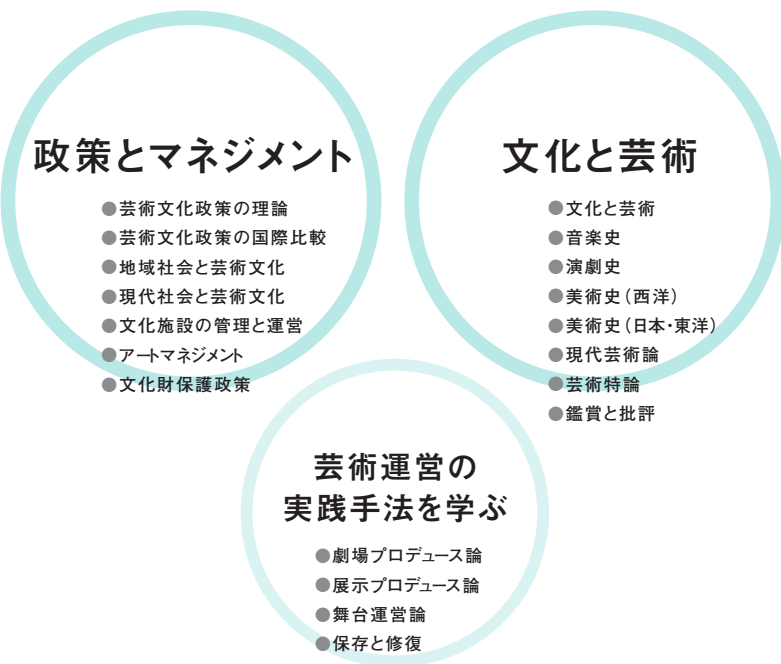 政策とマネジメント
●芸術文化政策の理論
●芸術文化政策の国際比較
●地域社会と芸術文化
●現代社会と芸術文化
●文化施設の管理と運営
●アートマネジメント
●文化財保護政策
文化と芸術
●文化と芸術
●音楽史
●演劇史
●美術史（西洋）
●美術史（日本・東洋）
●現代芸術論
●芸術特論
●鑑賞と批評
芸術運営の
実践手法を学ぶ
●劇場プロデュース論
●展示プロデュース論
●舞台運営論
●保存と修復